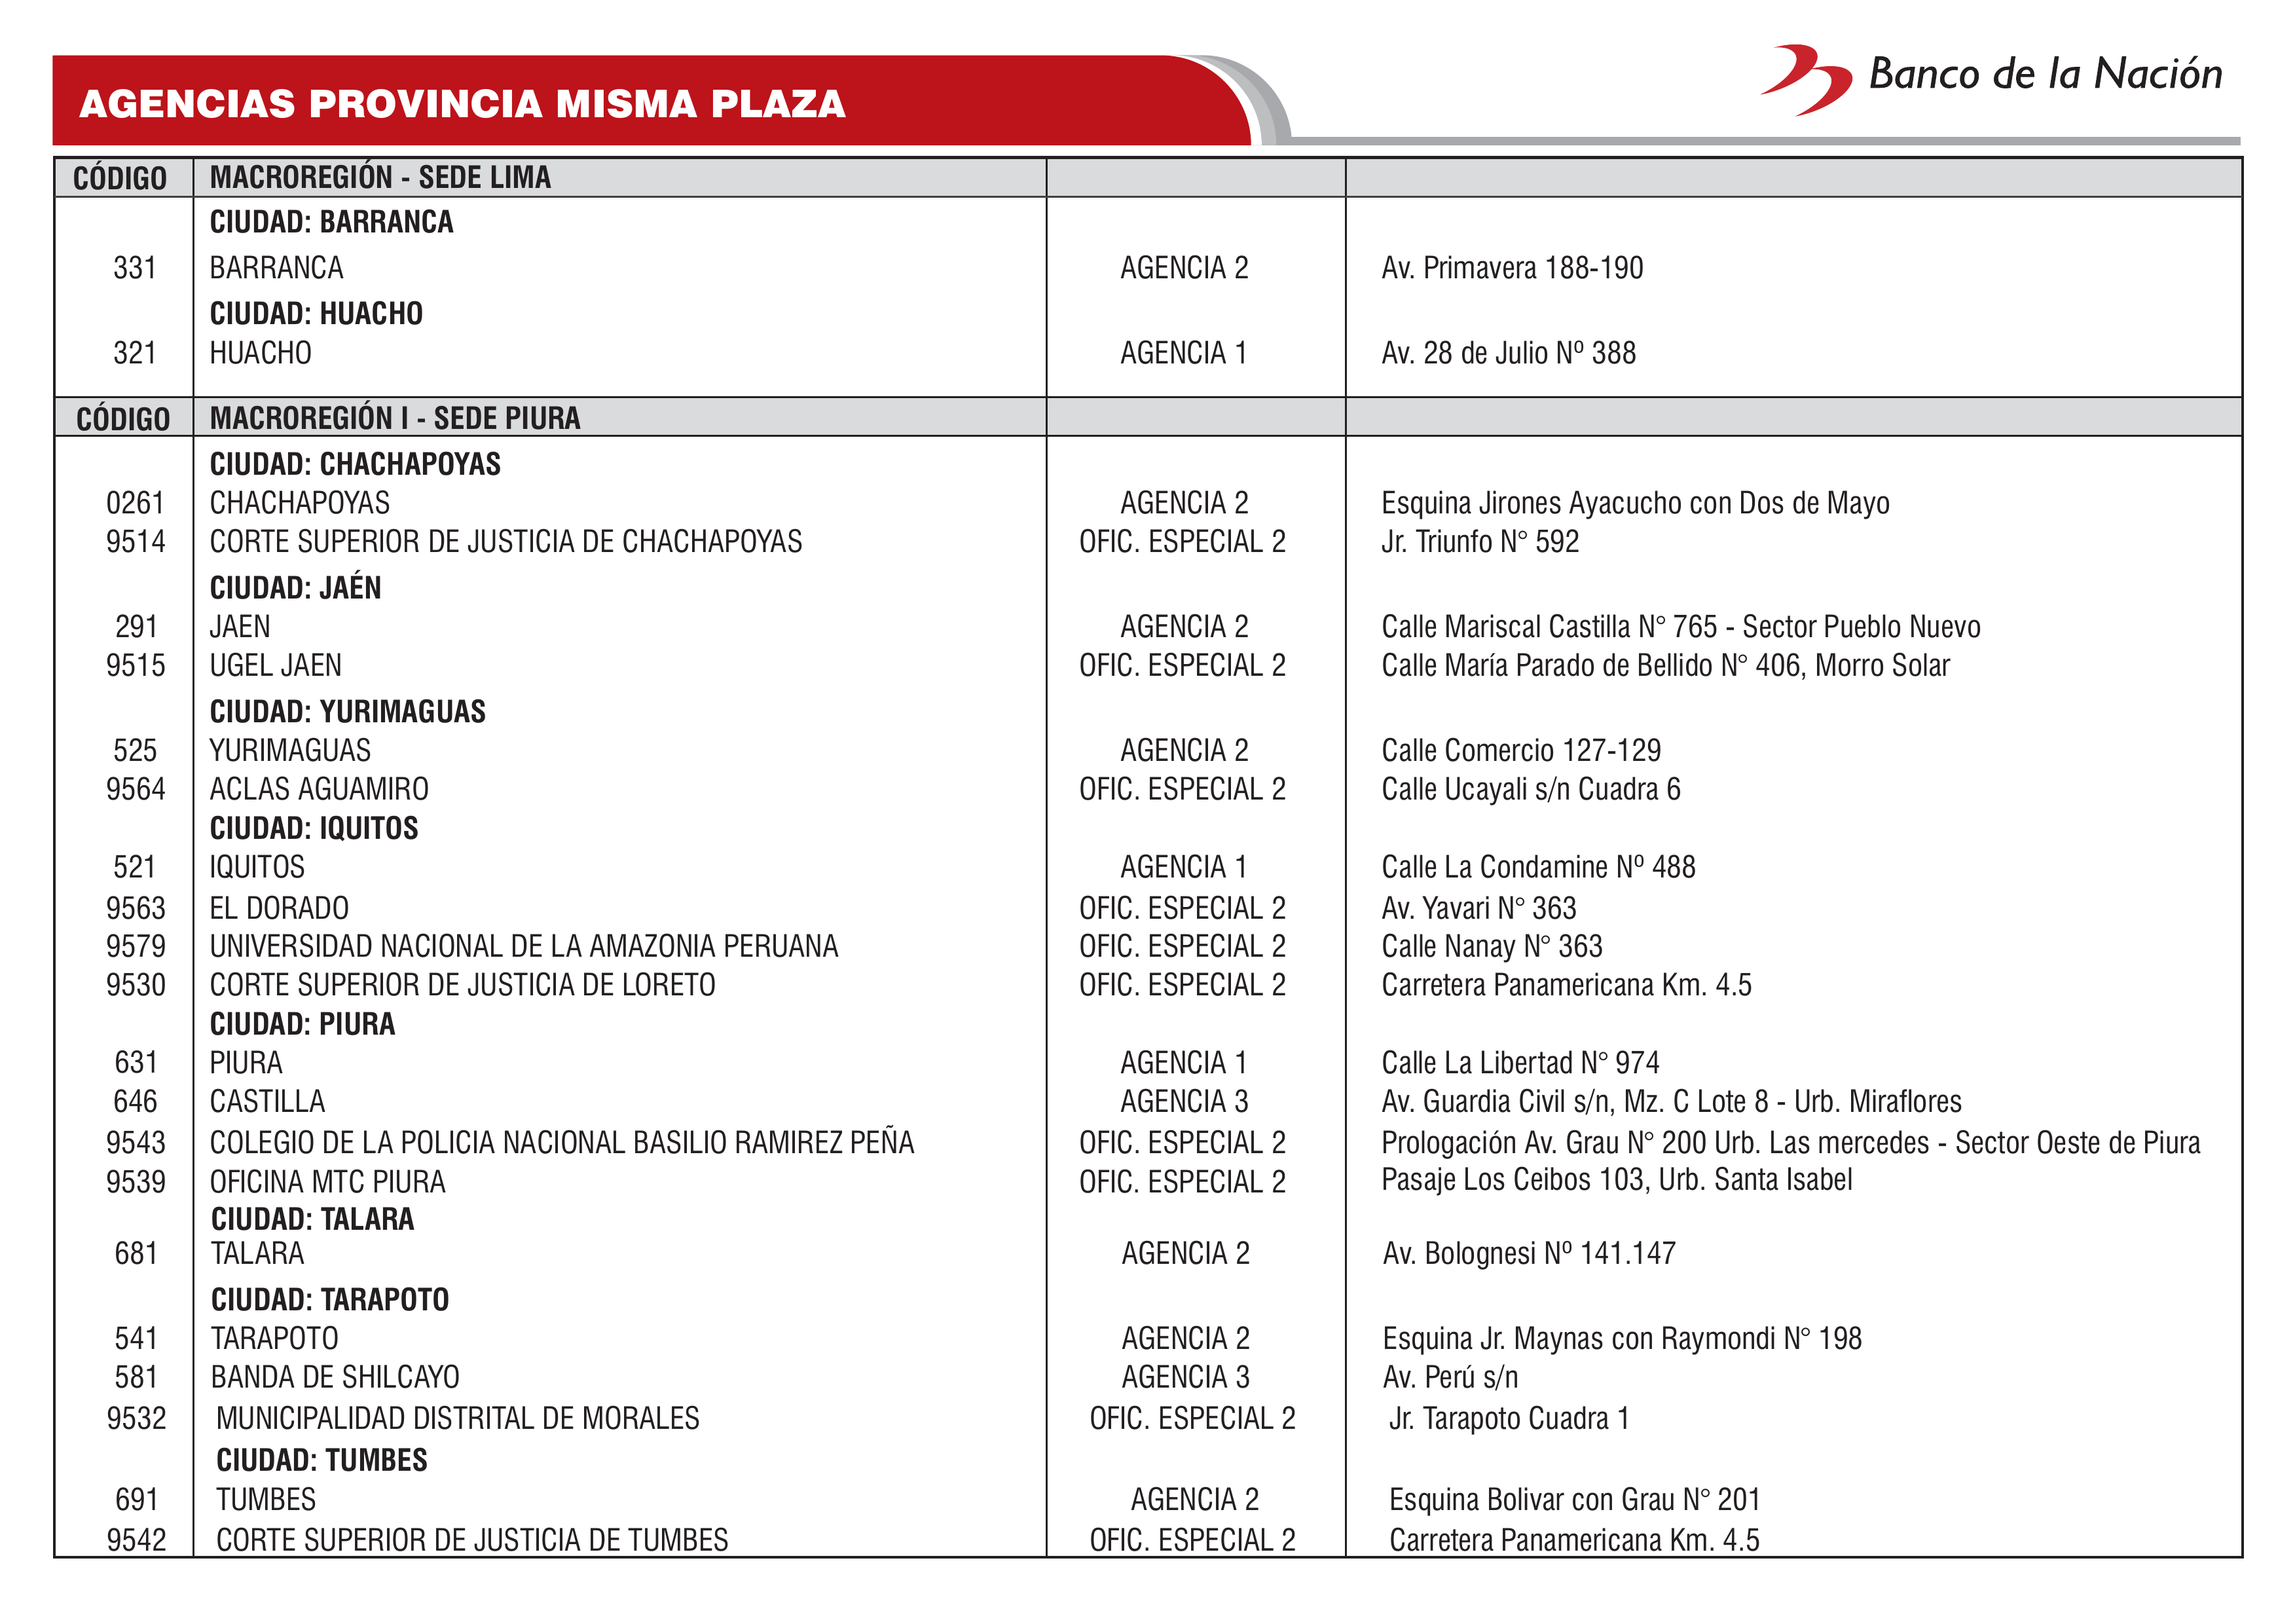 AGENCIAS PROVINCIA MISMA PLAZA
Banco de la Nación
CÓDIGO MACROREGIÓN - SEDE LIMA
CIUDAD: BARRANCA
331 BARRANCA AGENCIA 2 Av. Primavera 188-190
CIUDAD: HUACHO
321 HUACHO AGENCIA 1 Av. 28 de Julio Nº 388
CÓDIGO MACROREGIÓN I - SEDE PIURA
CIUDAD: CHACHAPOYAS
0261 CHACHAPOYAS AGENCIA 2 Esquina Jirones Ayacucho con Dos de Mayo
9514 CORTE SUPERIOR DE JUSTICIA DE CHACHAPOYAS OFIC. ESPECIAL 2 Jr. Triunfo N° 592
CIUDAD: JAÉN
291 JAEN AGENCIA 2 Calle Mariscal Castilla N° 765 - Sector Pueblo Nuevo
9515 UGEL JAEN OFIC. ESPECIAL 2 Calle María Parado de Bellido N° 406, Morro Solar
CIUDAD: YURIMAGUAS
525 YURIMAGUAS AGENCIA 2 Calle Comercio 127-129
9564 ACLAS AGUAMIRO OFIC. ESPECIAL 2 Calle Ucayali s/n Cuadra 6
CIUDAD: IQUITOS
521 IQUITOS AGENCIA 1 Calle La Condamine Nº 488
9563 EL DORADO OFIC. ESPECIAL 2 Av. Yavari N° 363
9579 UNIVERSIDAD NACIONAL DE LA AMAZONIA PERUANA OFIC. ESPECIAL 2 Calle Nanay N° 363
9530 CORTE SUPERIOR DE JUSTICIA DE LORETO OFIC. ESPECIAL 2 Carretera Panamericana Km. 4.5
CIUDAD: PIURA
631 PIURA AGENCIA 1 Calle La Libertad N° 974
646 CASTILLA AGENCIA 3 Av. Guardia Civil s/n, Mz. C Lote 8 - Urb. Miraflores
9543 COLEGIO DE LA POLICIA NACIONAL BASILIO RAMIREZ PEÑA OFIC. ESPECIAL 2 Prologación Av. Grau N° 200 Urb. Las mercedes - Sector Oeste de Piura
9539 OFICINA MTC PIURA OFIC. ESPECIAL 2 Pasaje Los Ceibos 103, Urb. Santa Isabel
CIUDAD: TALARA
681 TALARA AGENCIA 2 Av. Bolognesi Nº 141.147
CIUDAD: TARAPOTO
541 TARAPOTO AGENCIA 2 Esquina Jr. Maynas con Raymondi N° 198
581 BANDA DE SHILCAYO AGENCIA 3 Av. Perú s/n
9532 MUNICIPALIDAD DISTRITAL DE MORALES OFIC. ESPECIAL 2 Jr. Tarapoto Cuadra 1
CIUDAD: TUMBES
691 TUMBES AGENCIA 2 Esquina Bolivar con Grau N° 201
9542 CORTE SUPERIOR DE JUSTICIA DE TUMBES OFIC. ESPECIAL 2 Carretera Panamericana Km. 4.5